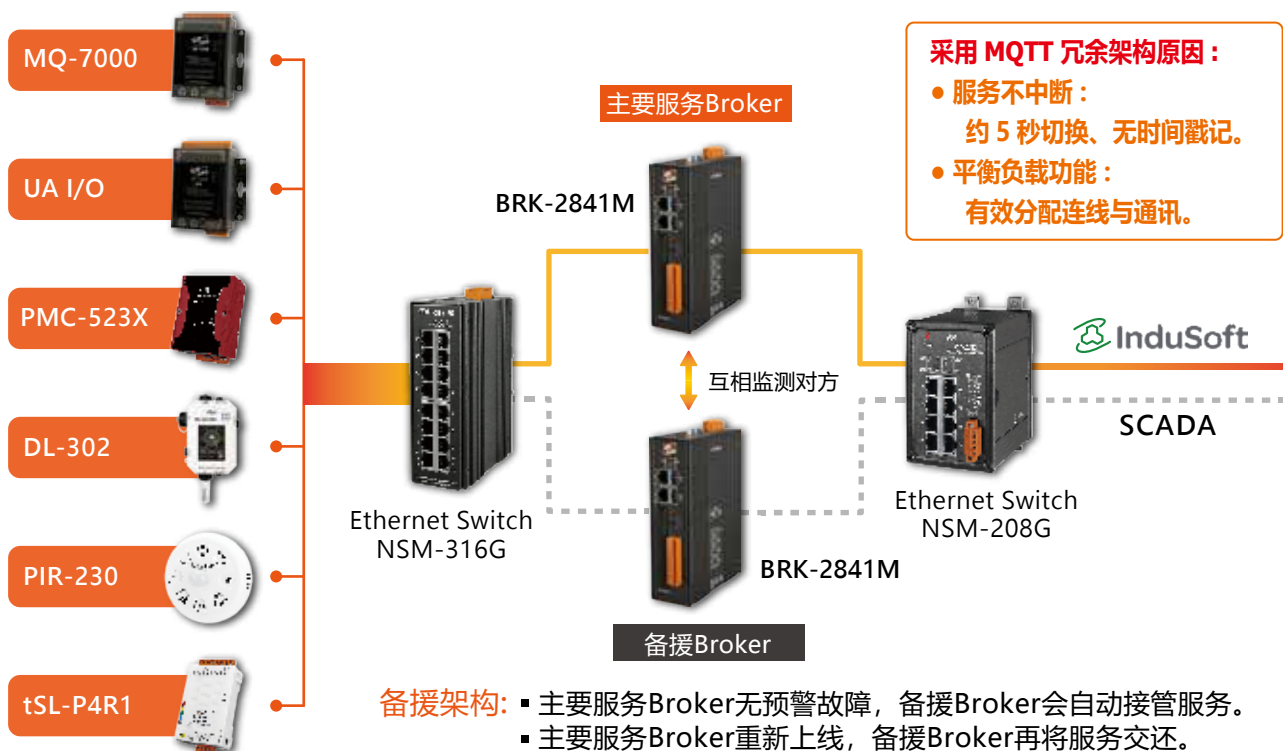 MQ-7000
UA I/O
PMC-523X
DL-302
PIR-230
tSL-P4R1
Ethernet Switch
NSM-316G
主要服务Broker
BRK-2841M
互相监测对方
BRK-2841M
备援Broker
采用 MQTT 冗余架构原因：
● 服务不中断：
约 5 秒切换、无时间戳记。
● 平衡负载功能：
有效分配连线与通讯。
InduSoft
SCADA
Ethernet Switch
NSM-208G
备援架构: ▪ 主要服务Broker无预警故障，备援Broker会自动接管服务。
▪ 主要服务Broker重新上线，备援Broker再将服务交还。